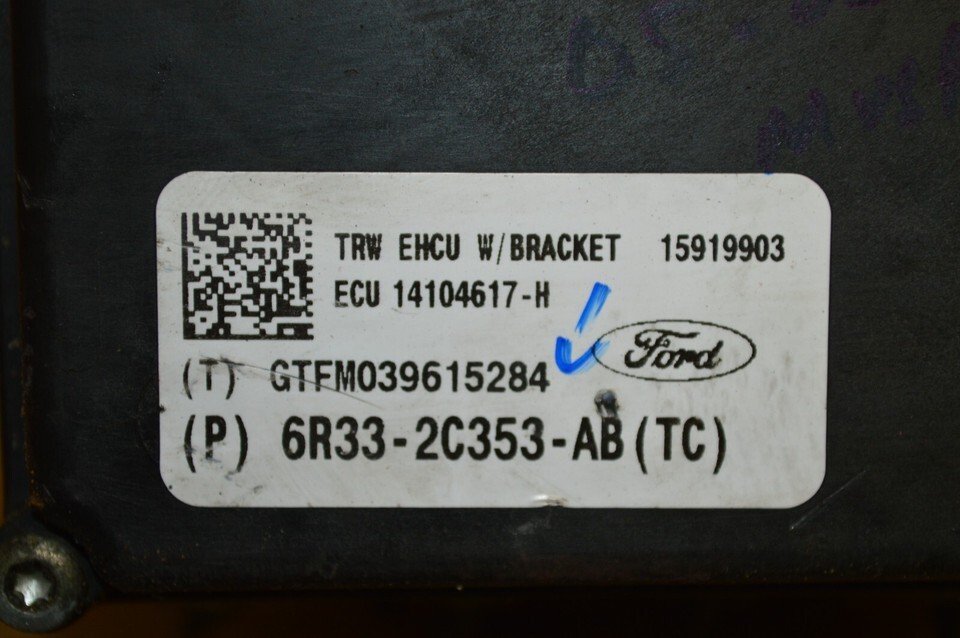 TRW EHCU W/BRACKET 15919903
ECU 14104617-H
Ford
(T) GTFM039615284
(P) 6R33-2C353-AB (TC)